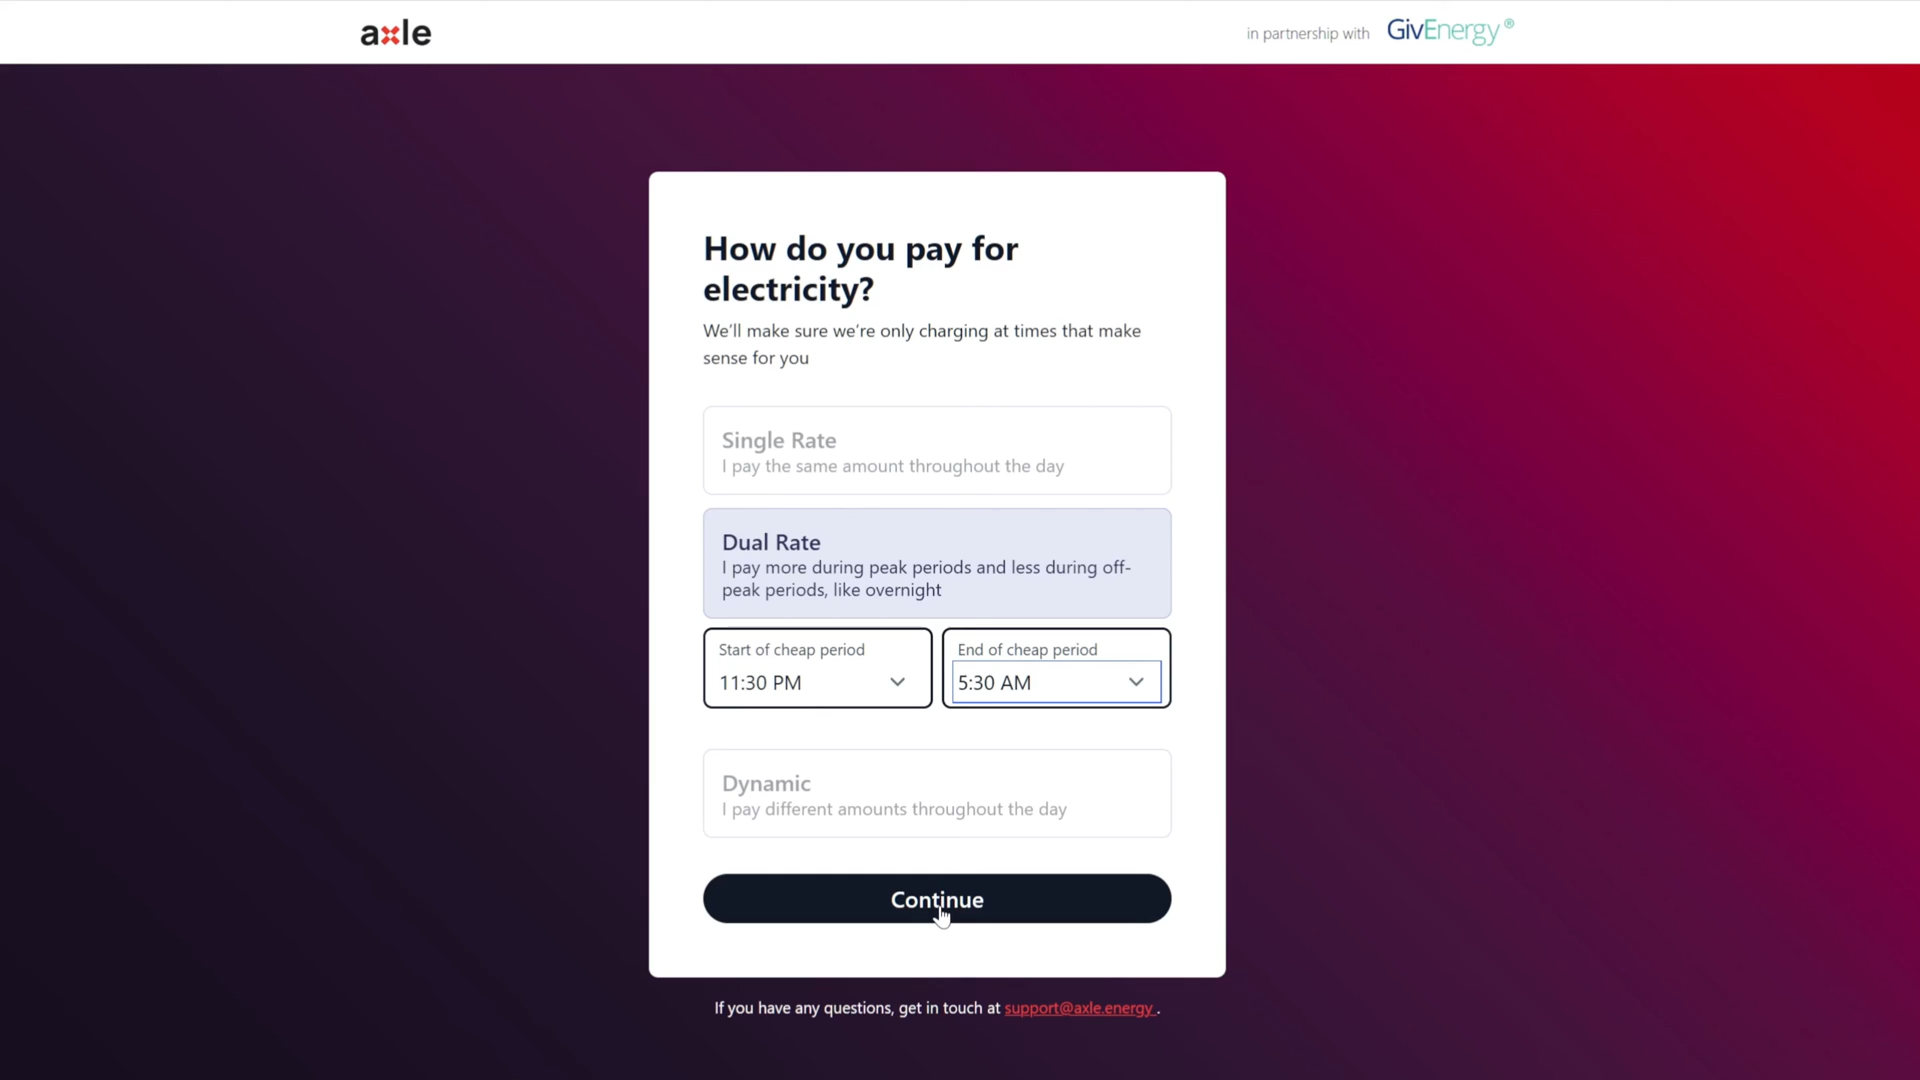 axle
in partnership with GivEnergy®
How do you pay for
electricity?
We'll make sure we're only charging at times that make
sense for you
Single Rate
I pay the same amount throughout the day
Dual Rate
I pay more during peak periods and less during off-
peak periods, like overnight
Start of cheap period
11:30 PM
End of cheap period
5:30 AM
Dynamic
I pay different amounts throughout the day
Continue
If you have any questions, get in touch at support@axle.energy .